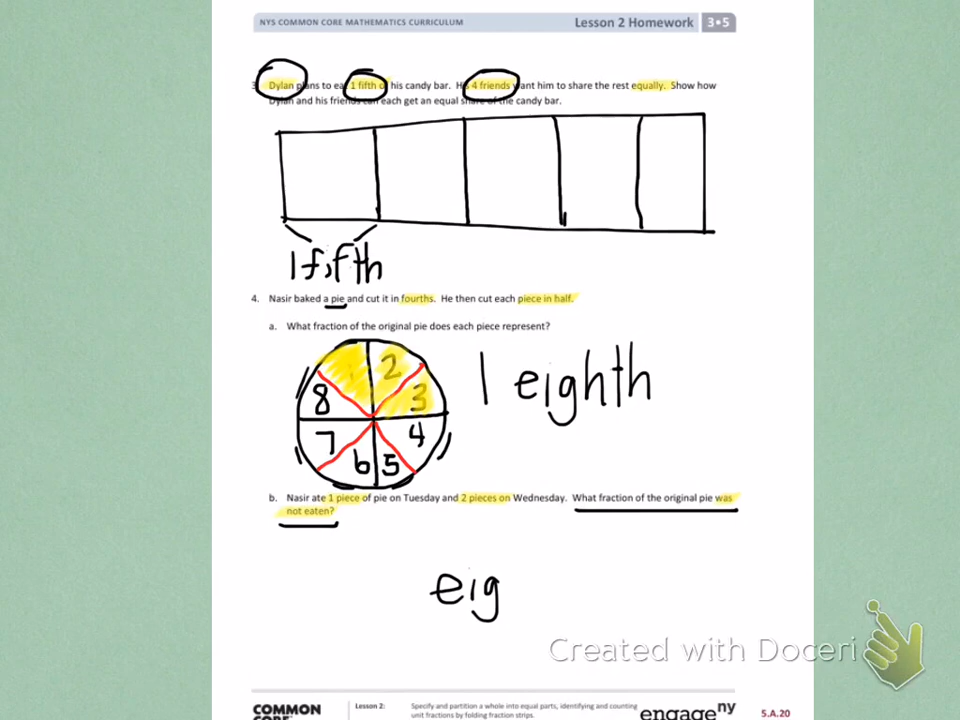 NYS COMMON CORE MATHEMATICS CURRICULUM Lesson 2 Homework 3•5
3. Dylan plans to eat 1 fifth of his candy bar. His 4 friends want him to share the rest equally. Show how
Dylan and his friends can each get an equal share of the candy bar.
1 fifth
4. Nasir baked a pie and cut it in fourths. He then cut each piece in half.
a. What fraction of the original pie does each piece represent?
2
8 3
7 4
6 5
1 eighth
b. Nasir ate 1 piece of pie on Tuesday and 2 pieces on Wednesday. What fraction of the original pie was
not eaten?
eig
Created with Doceri
COMMON
CORE
Lesson 2: Specify and partition a whole into equal parts, identifying and counting
unit fractions by folding fraction strips.
engageny
5.A.20